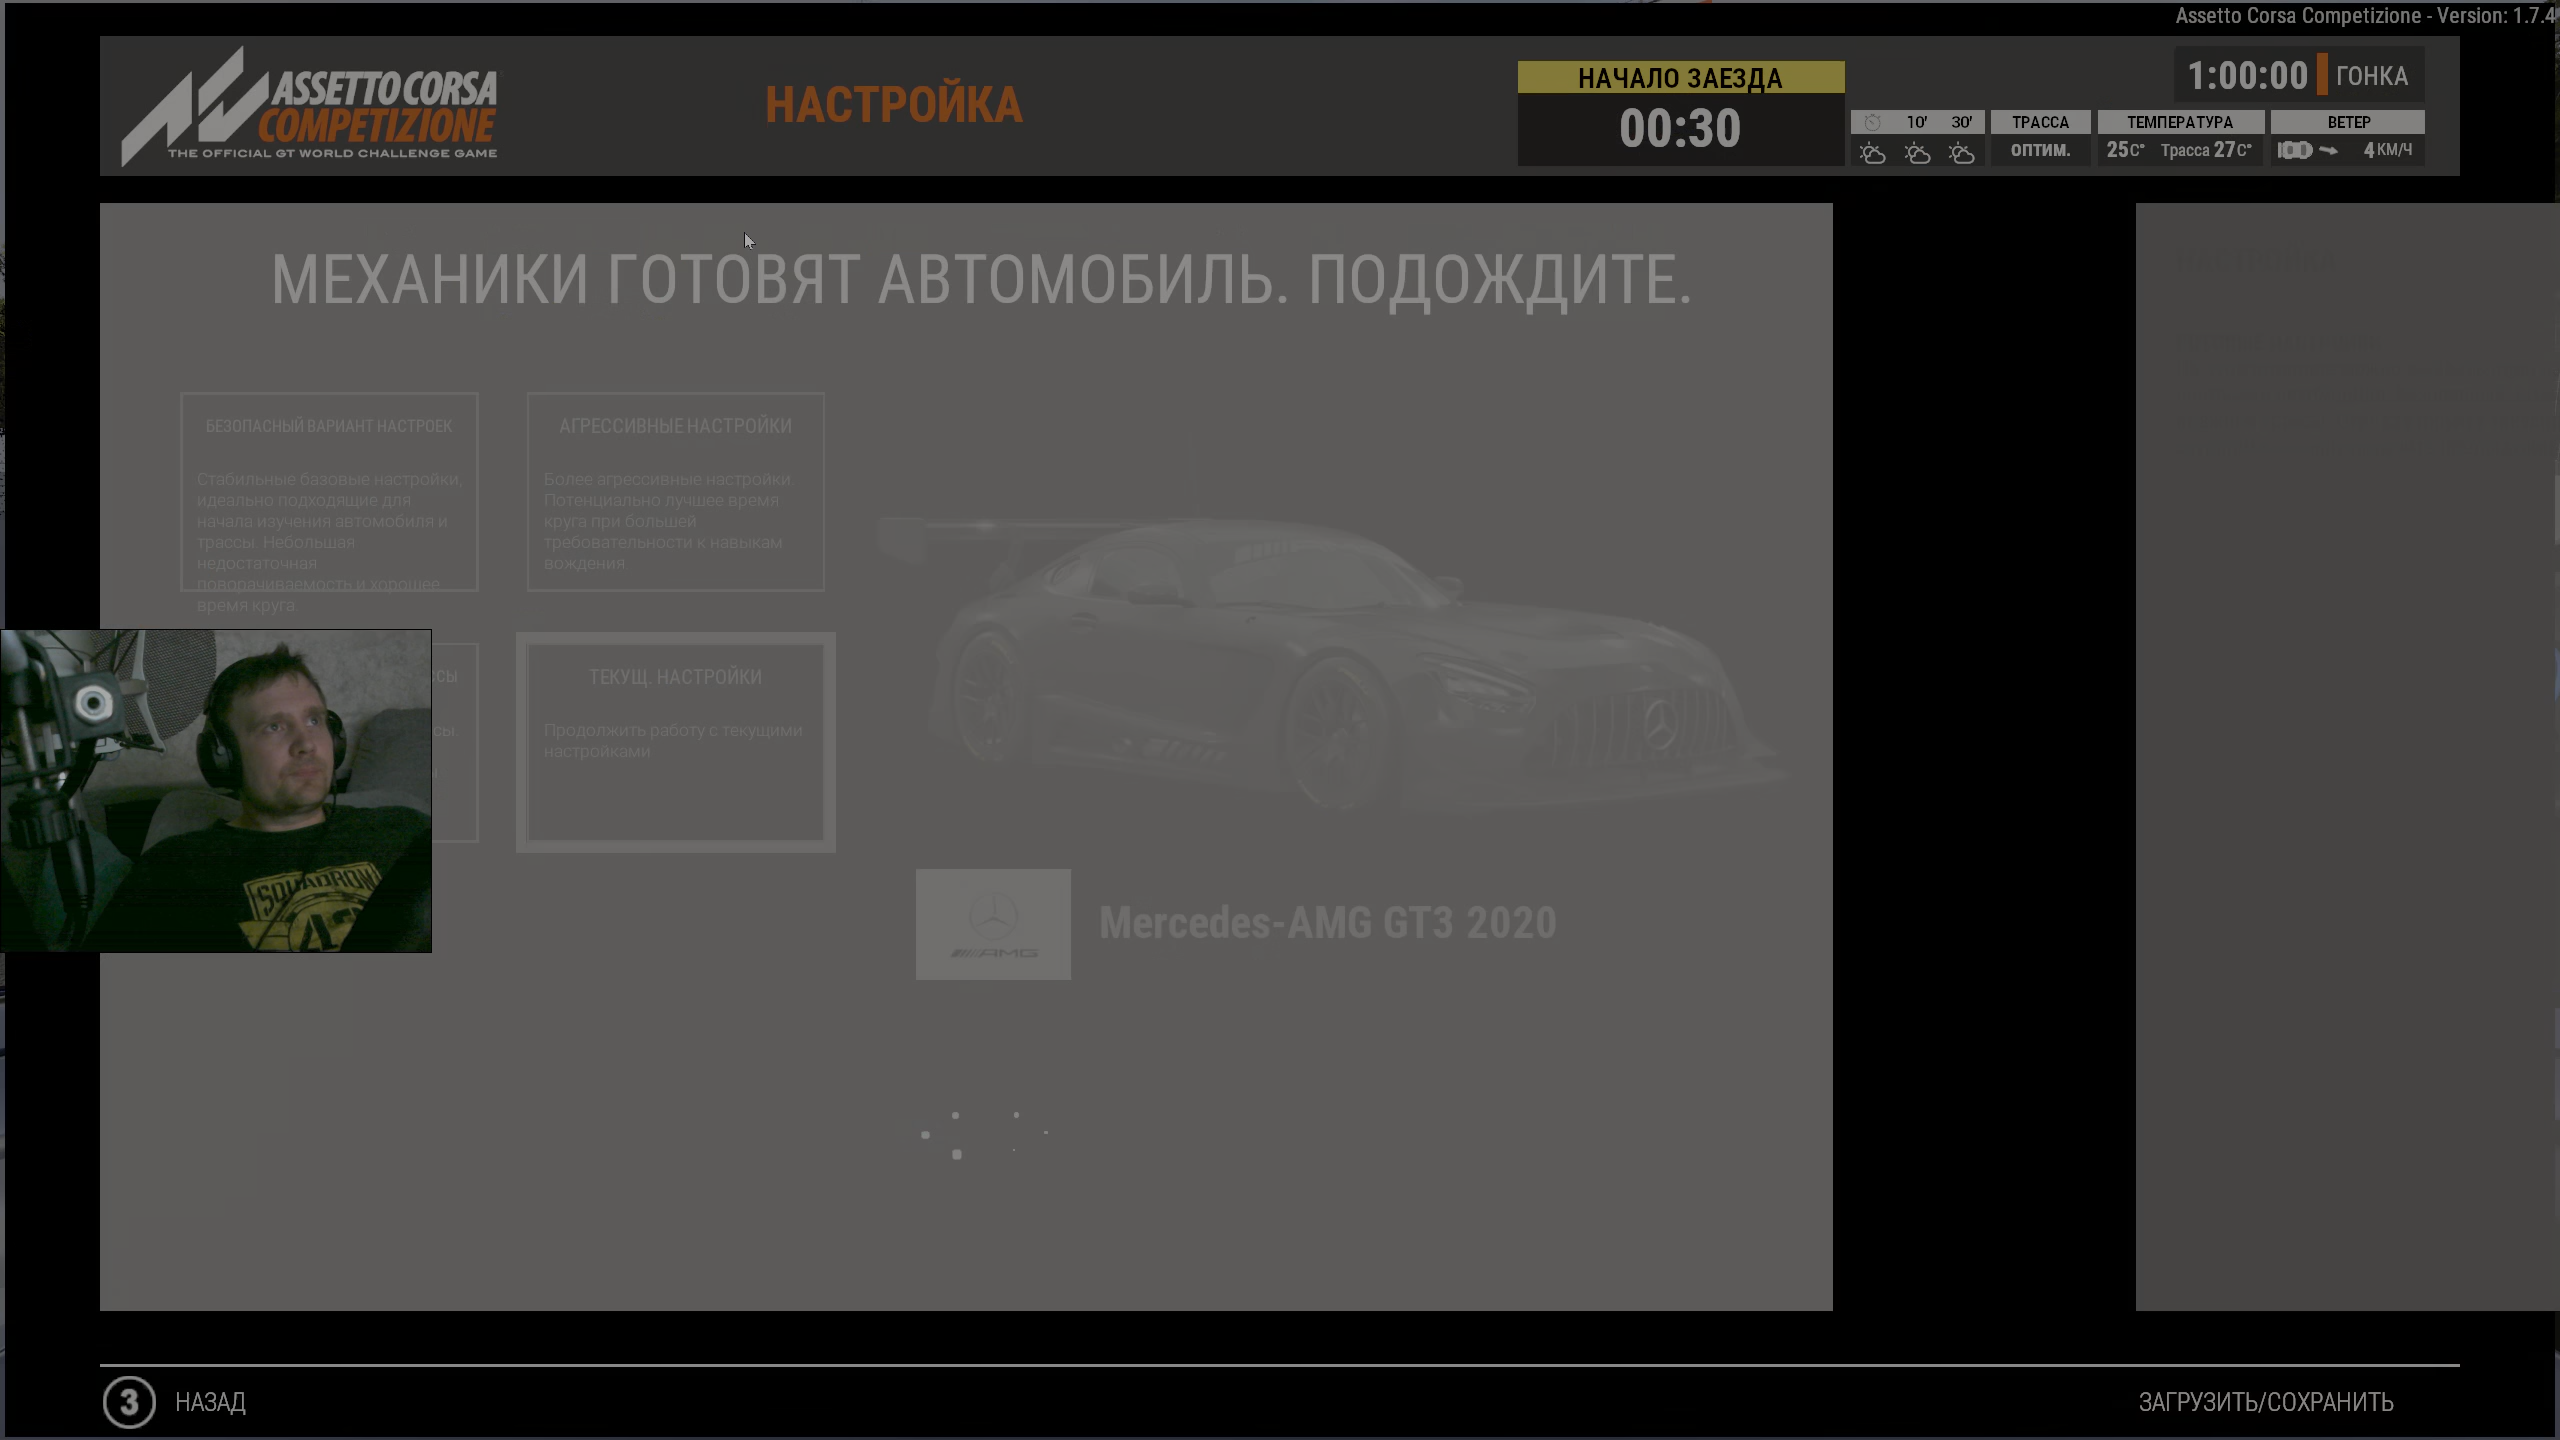 Assetto Corsa Competizione - Version: 1.7.4
ASSETTO CORSA
COMPETIZIONE
THE OFFICIAL GT WORLD CHALLENGE GAME
НАСТРОЙКА
НАЧАЛО ЗАЕЗДА
00:30
1:00:00 ГОНКА
10' 30'
ТРАССА
ОПТИМ.
ТЕМПЕРАТУРА
25C° Трасса 27C°
ВЕТЕР
4 КМ/Ч
МЕХАНИКИ ГОТОВЯТ АВТОМОБИЛЬ. ПОДОЖДИТЕ.
БЕЗОПАСНЫЙ ВАРИАНТ НАСТРОЕК
Стабильные базовые настройки,
идеально подходящие для
начала изучения автомобиля и
трассы. Небольшая
недостаточная
поворачиваемость и хорошее
время круга.
АГРЕССИВНЫЕ НАСТРОЙКИ
Более агрессивные настройки.
Потенциально лучшее время
круга при большей
требовательности к навыкам
вождения
ТЕКУЩ. НАСТРОЙКИ
Продолжить работу с текущими
настройками
SQUADRON
AMG
Mercedes-AMG GT3 2020
3 НАЗАД
ЗАГРУЗИТЬ/СОХРАНИТЬ